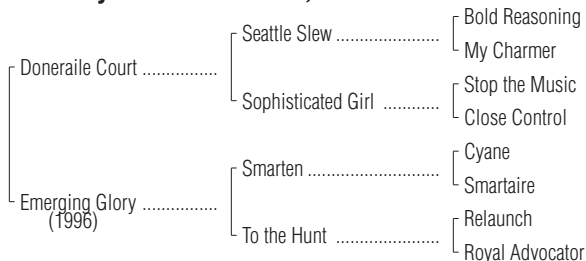 Bold Reasoning
Seattle Slew ....................
My Charmer
Doneraile Court ...............
Stop the Music
Sophisticated Girl ...........
Close Control
Cyane
Smarten ..........................
Smartaire
Emerging Glory ...............
(1996)
Relaunch
To the Hunt .....................
Royal Advocator